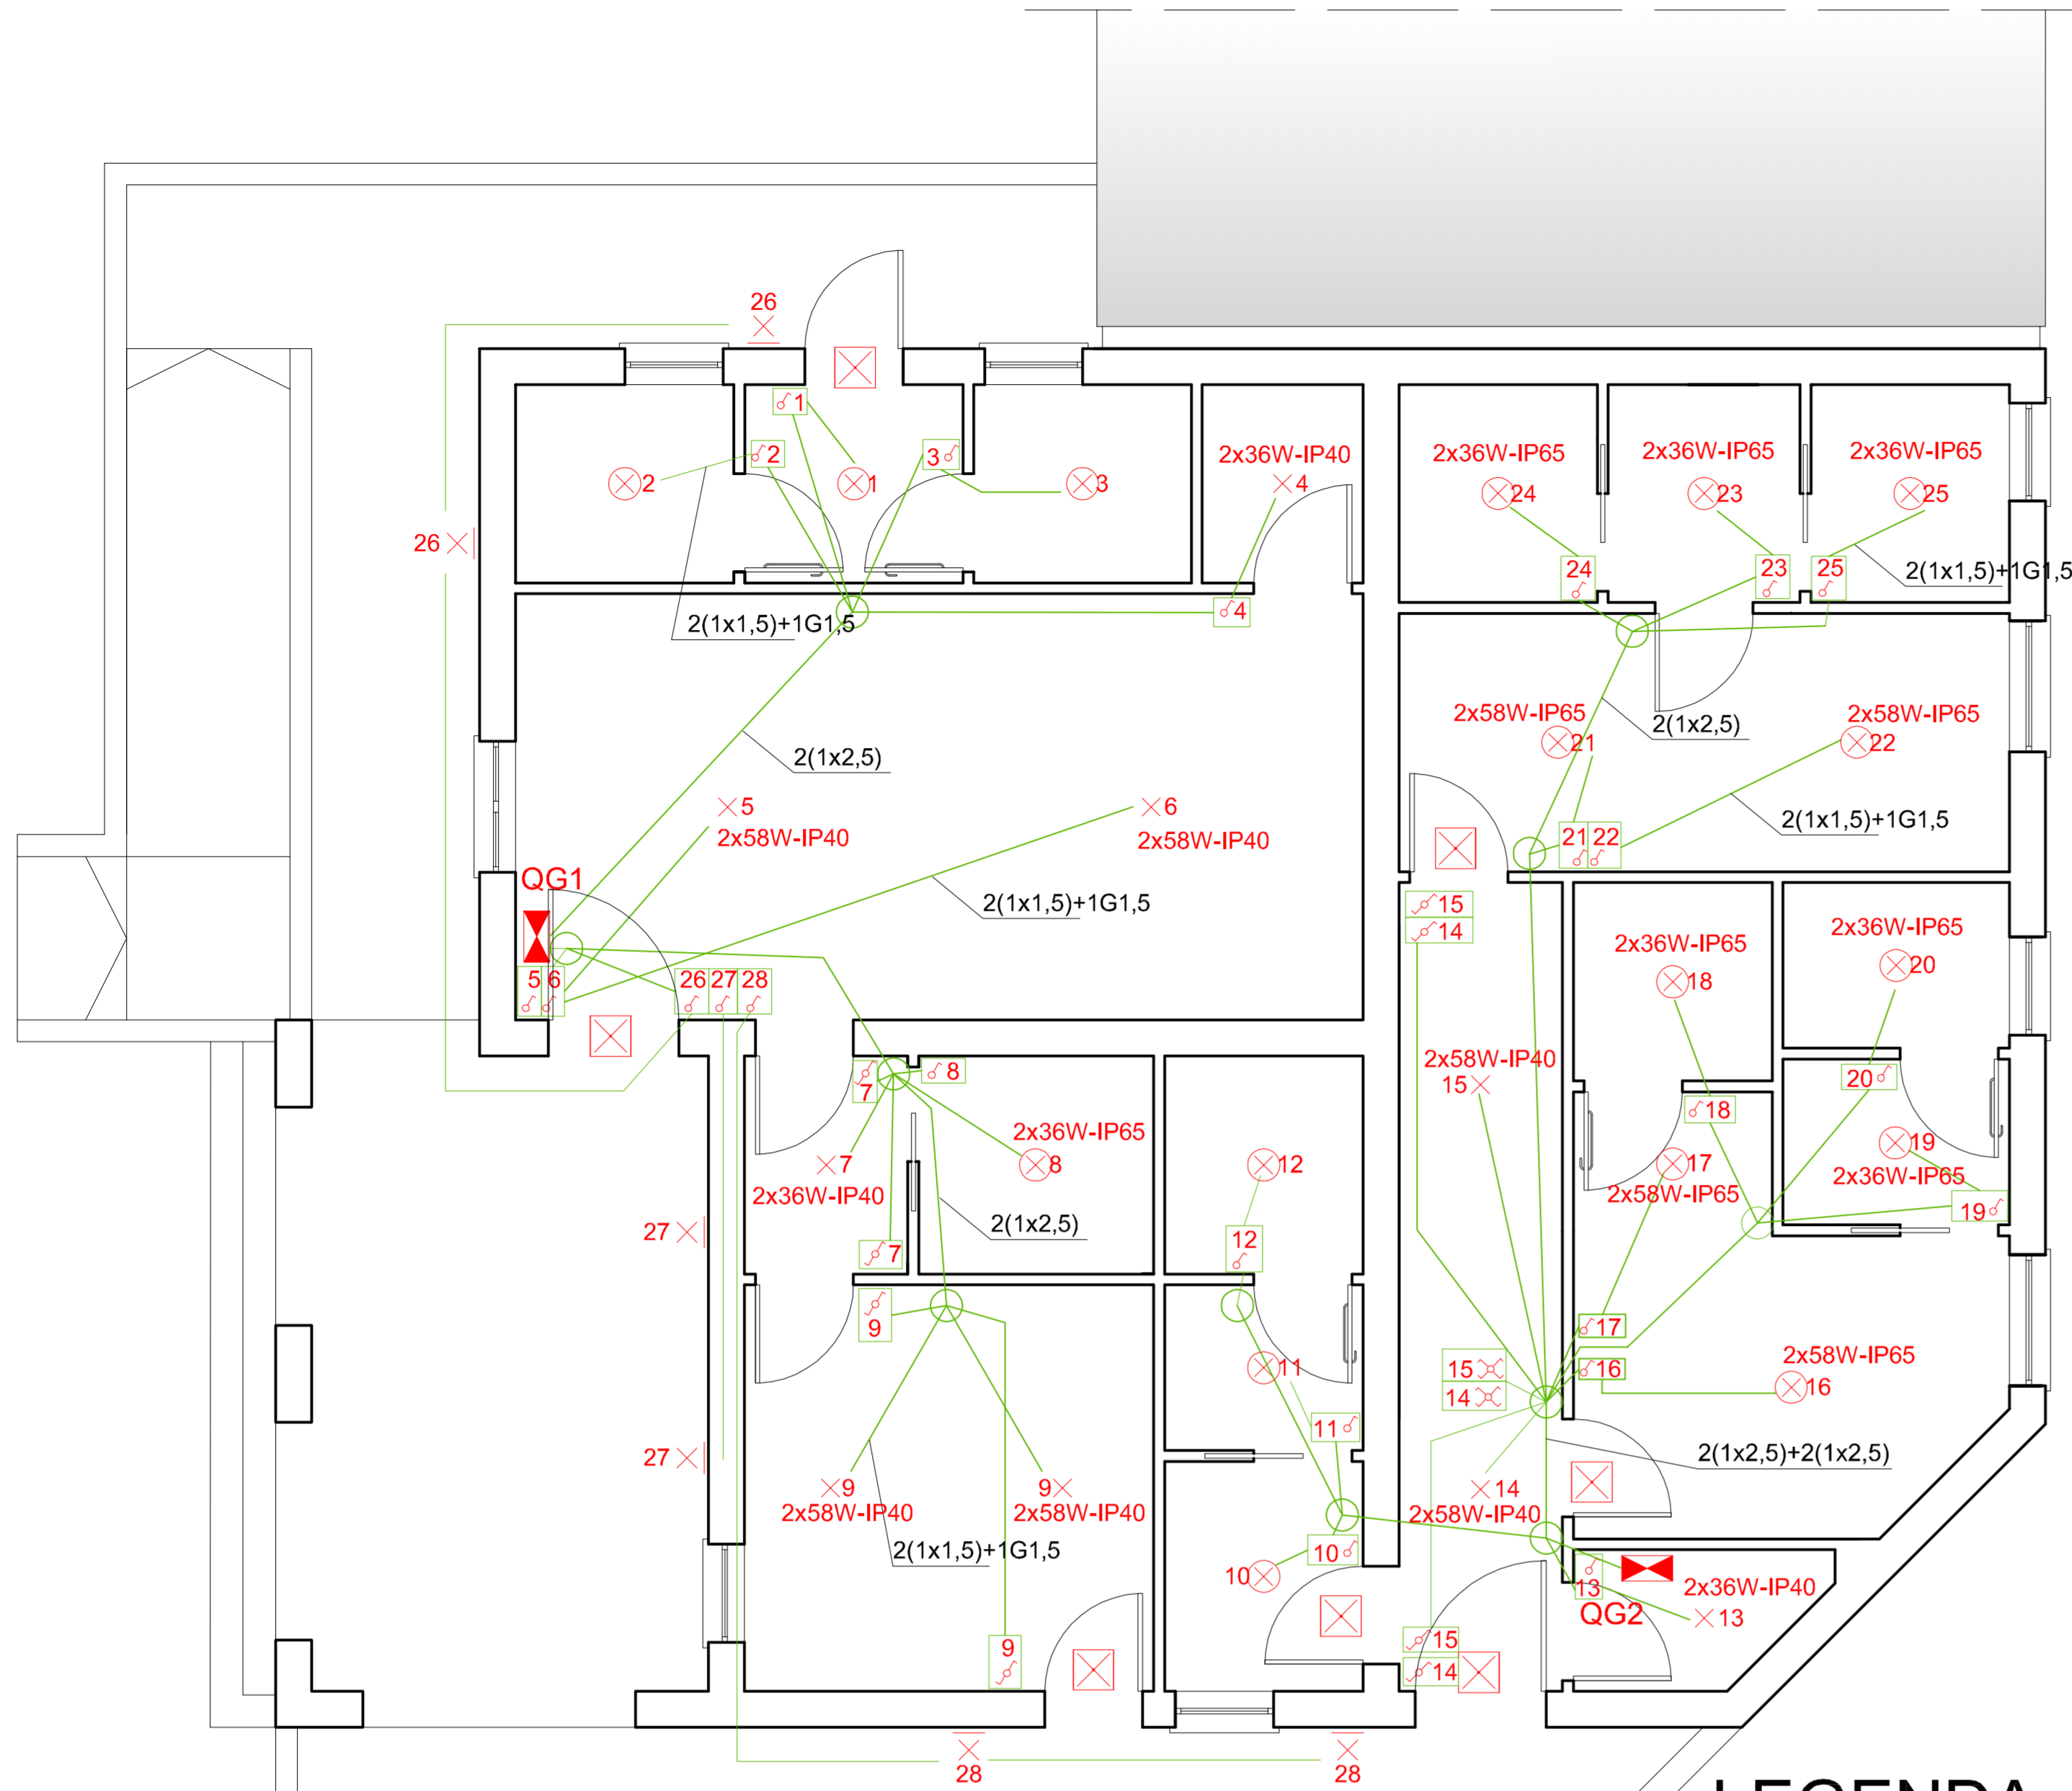 26
1
2
3
2
1
3
2x36W-IP40
4
2x36W-IP65
24
2x36W-IP65
23
2x36W-IP65
25
26
24
23
25
2(1x1,5)+1G1,5
4
2(1x1,5)+1G1,5
2x58W-IP65
21
2(1x2,5)
2x58W-IP65
22
2(1x2,5)
5
2x58W-IP40
6
2x58W-IP40
21
22
2(1x1,5)+1G1,5
QG1
2(1x1,5)+1G1,5
15
14
5
6
26
27
28
2x36W-IP65
18
2x36W-IP65
20
7
8
2x58W-IP40
15
20
18
2x36W-IP65
8
7
2x36W-IP40
12
17
2x58W-IP65
19
2x36W-IP65
19
27
2(1x2,5)
7
12
9
17
11
15
14
16
2x58W-IP65
16
11
27
9
2x58W-IP40
9
2x58W-IP40
14
2x58W-IP40
2(1x2,5)+2(1x2,5)
2(1x1,5)+1G1,5
10
10
13
QG2
2x36W-IP40
13
9
15
14
28
28
LEGENDA